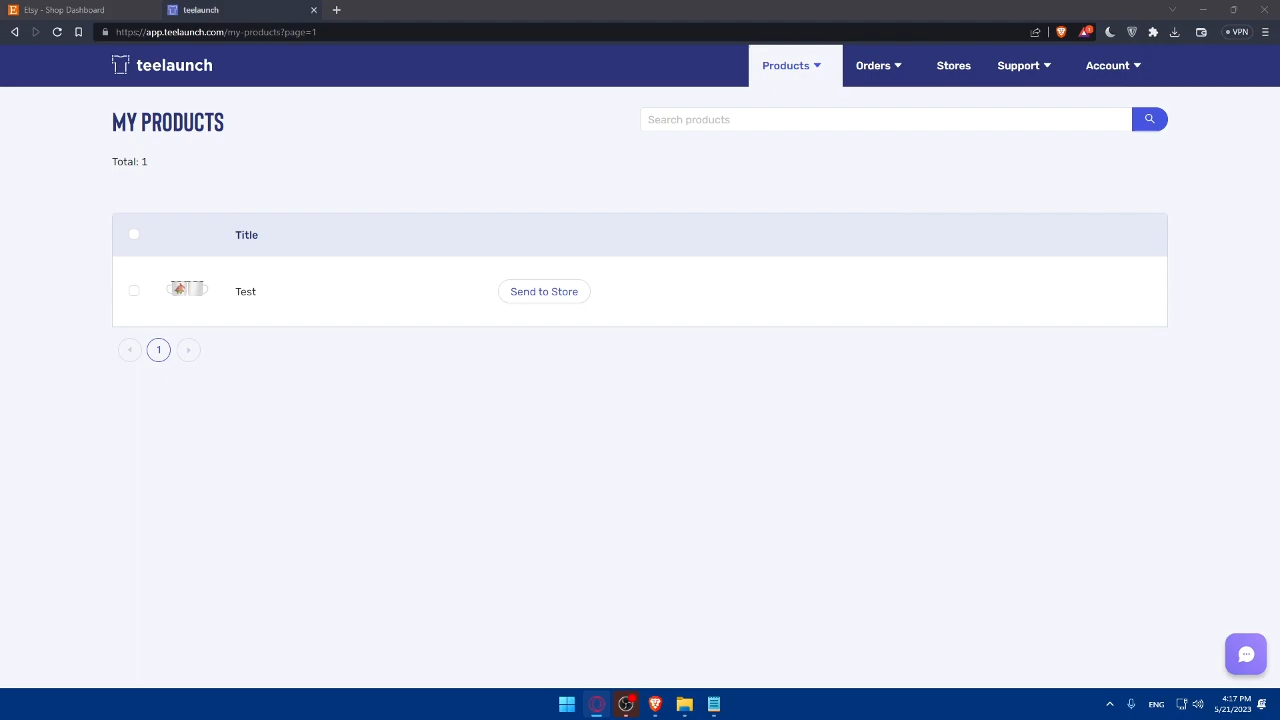 Etsy - Shop Dashboard
teelaunch
https://app.teelaunch.com/my-products?page=1
1
VPN
teelaunch
Products
Orders
Stores
Support
Account
MY PRODUCTS
Search products
Total: 1
Title
Test
Send to Store
1
ENG
4:17 PM
5/21/2023